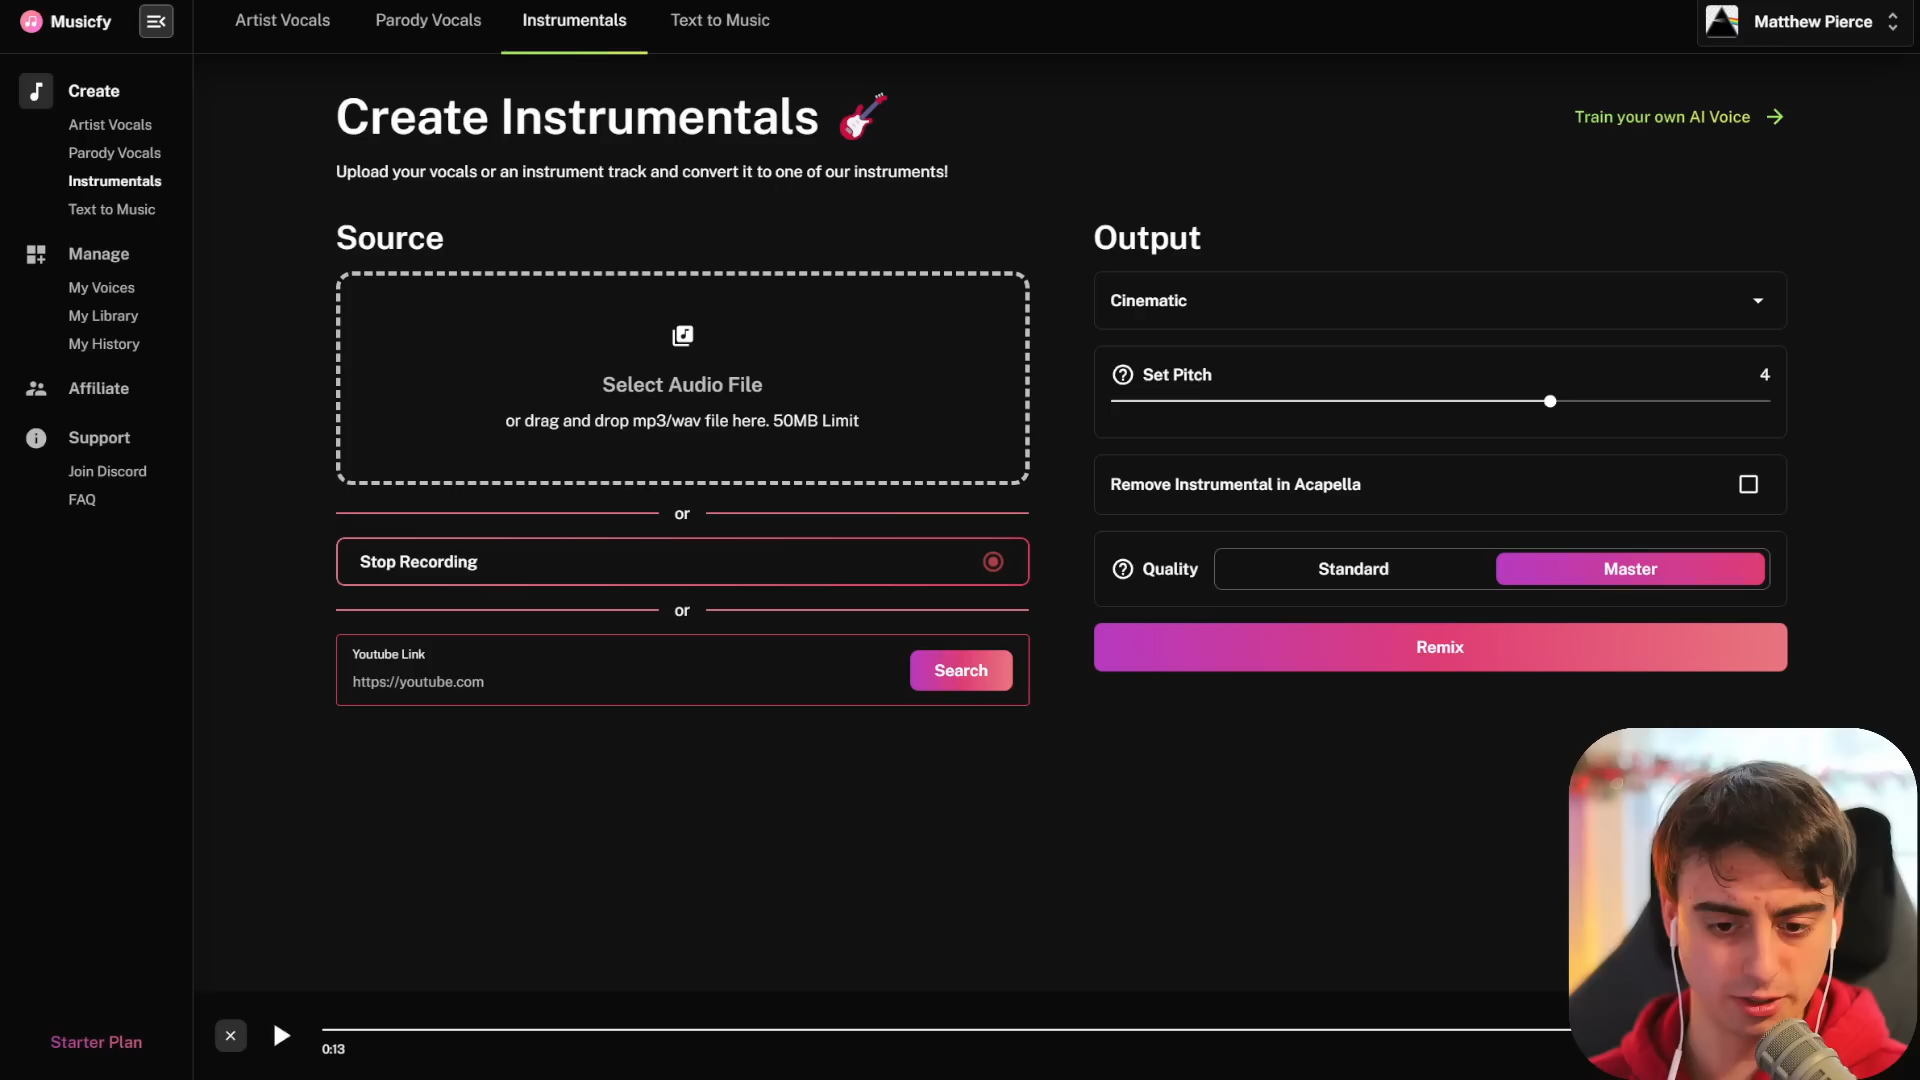 Musicfy
Artist Vocals
Parody Vocals
Instrumentals
Text to Music
Matthew Pierce
Create
Artist Vocals
Parody Vocals
Instrumentals
Text to Music
Manage
My Voices
My Library
My History
Affiliate
Support
Join Discord
FAQ
Starter Plan
Create Instrumentals
Train your own AI Voice
Upload your vocals or an instrument track and convert it to one of our instruments!
Source
Select Audio File
or drag and drop mp3/wav file here. 50MB Limit
or
Stop Recording
or
Youtube Link
https://youtube.com
Search
Output
Cinematic
Set Pitch
4
Remove Instrumental in Acapella
Quality
Standard
Master
Remix
0:13